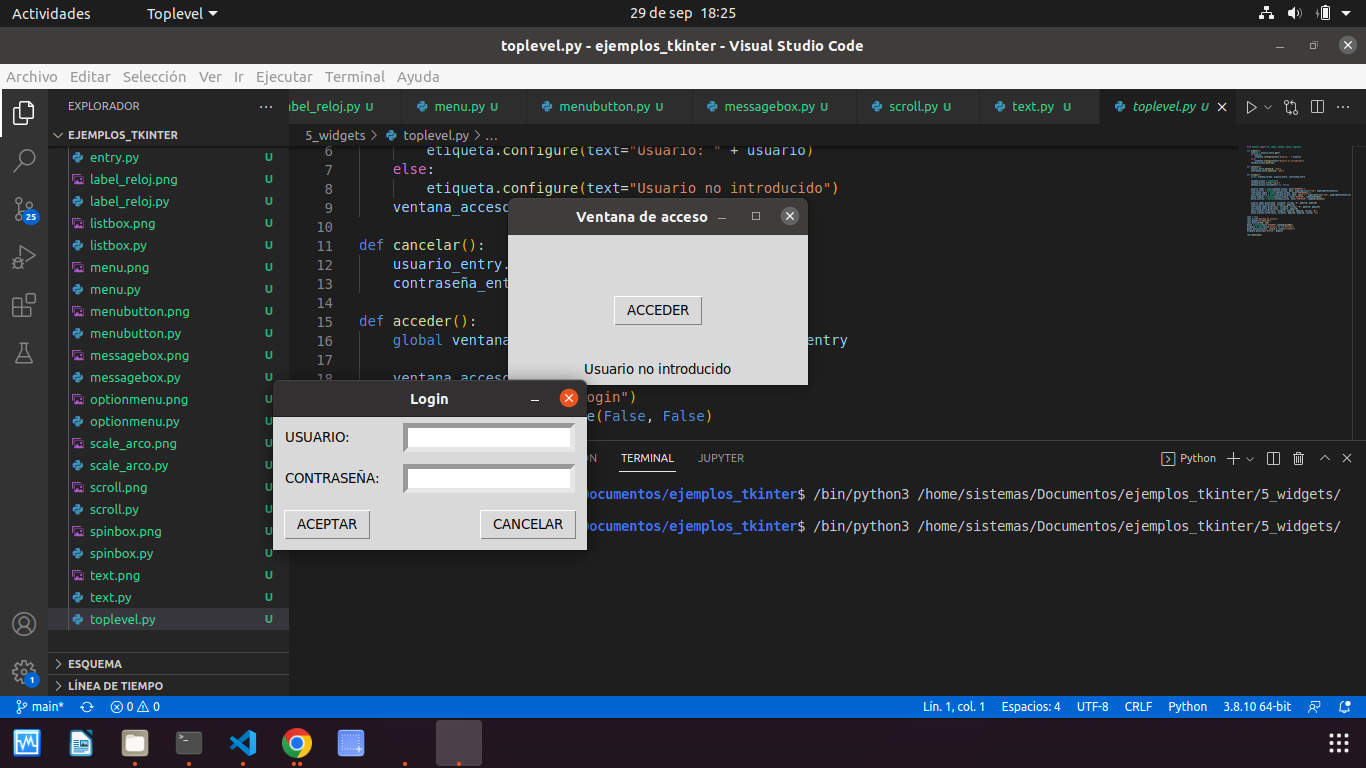 Actividades Toplevel 29 de sep 18:25
toplevel.py - ejemplos_tkinter - Visual Studio Code
Archivo Editar Selección Ver Ir Ejecutar Terminal Ayuda
EXPLORADOR
EJEMPLOS_TKINTER
entry.py U
label_reloj.png U
label_reloj.py U
listbox.png U
listbox.py U
menu.png U
menu.py U
menubutton.png U
menubutton.py U
messagebox.png U
messagebox.py U
optionmenu.png U
optionmenu.py U
scale_arco.png U
scale_arco.py U
scroll.png U
scroll.py U
spinbox.png U
spinbox.py U
text.png U
text.py U
toplevel.py U
ESQUEMA
LÍNEA DE TIEMPO
25
1
abel_reloj.py U menu.py U menubutton.py U messagebox.py U scroll.py U text.py U toplevel.py U
5_widgets > toplevel.py > ...
6 etiqueta.configure(text="Usuario: " + usuario)
7 else:
8 etiqueta.configure(text="Usuario no introducido")
9 ventana_acceso
10
11 def cancelar():
12 usuario_entry.
13 contraseña_ent
14
15 def acceder():
16 global ventana entry
17
18 ventana_acceso
ogin")
e(False, False)
Ventana de acceso
ACCEDER
Usuario no introducido
Login
USUARIO:
CONTRASEÑA:
ACEPTAR CANCELAR
ÓN TERMINAL JUPYTER Python
Documentos/ejemplos_tkinter$ /bin/python3 /home/sistemas/Documentos/ejemplos_tkinter/5_widgets/
Documentos/ejemplos_tkinter$ /bin/python3 /home/sistemas/Documentos/ejemplos_tkinter/5_widgets/
main* 0 0 Lín. 1, col. 1 Espacios: 4 UTF-8 CRLF Python 3.8.10 64-bit